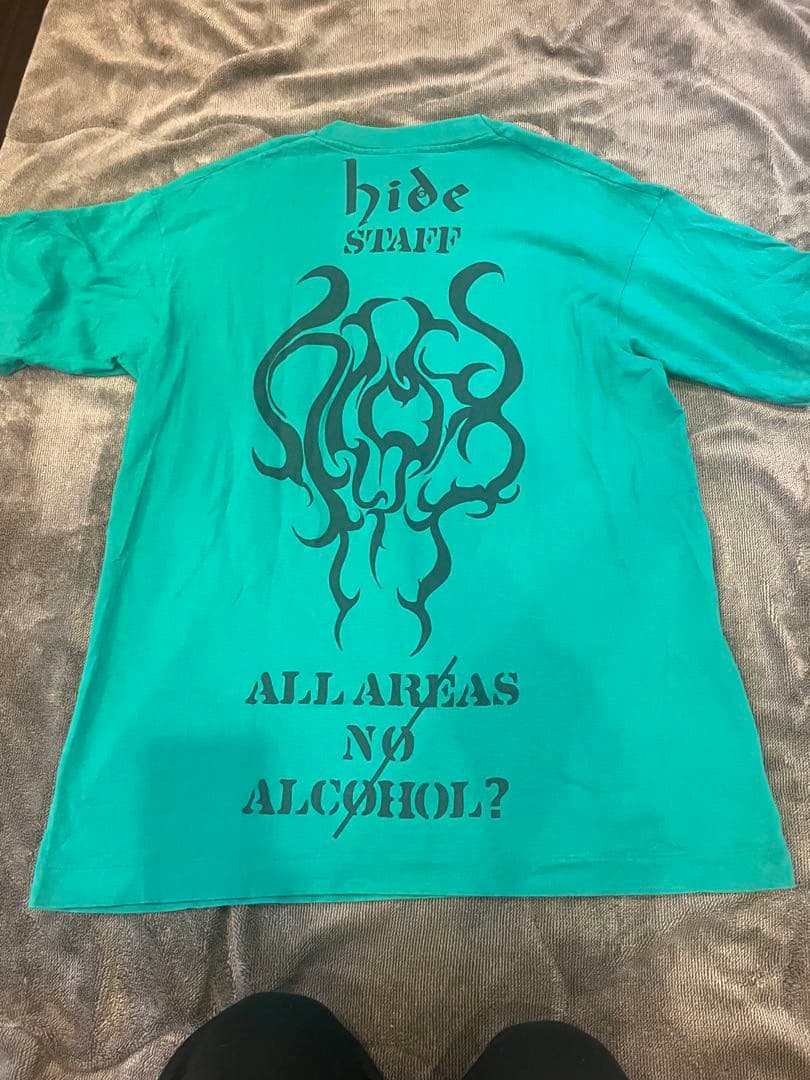 hide
STAFF
ALL AREAS
NO
ALCOHOL?